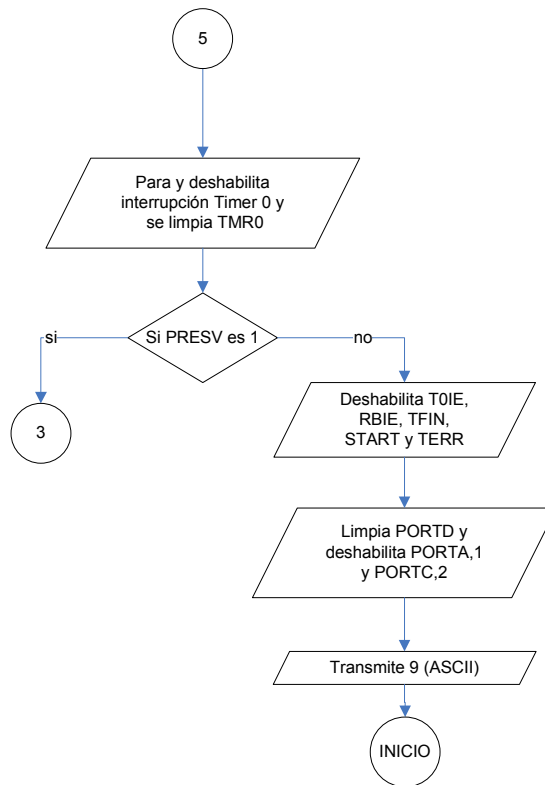 5
Para y deshabilita
interrupción Timer 0 y
se limpia TMR0
si
Si PRESV es 1
no
3
Deshabilita T0IE,
RBIE, TFIN,
START y TERR
Limpia PORTD y
deshabilita PORTA,1
y PORTC,2
Transmite 9 (ASCII)
INICIO